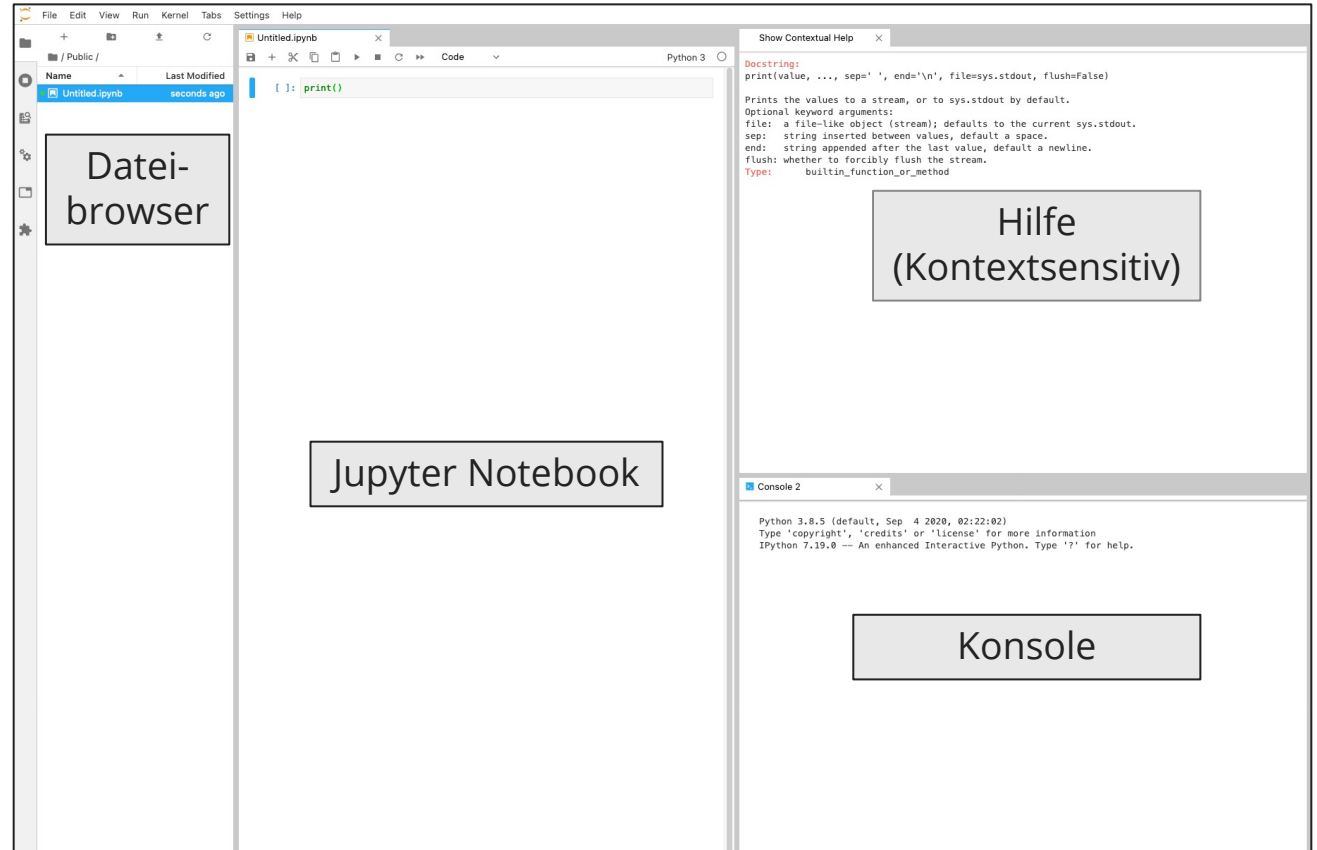 File Edit View Run Kernel Tabs Settings Help
/ Public /
Name Last Modified
Untitled.ipynb seconds ago
Datei-
browser
Untitled.ipynb
Code Python 3
[ ]: print()
Jupyter Notebook
Show Contextual Help
Docstring:
print(value, ..., sep=' ', end='\n', file=sys.stdout, flush=False)
Prints the values to a stream, or to sys.stdout by default.
Optional keyword arguments:
file:  a file-like object (stream); defaults to the current sys.stdout.
sep:   string inserted between values, default a space.
end:   string appended after the last value, default a newline.
flush: whether to forcibly flush the stream.
Type:      builtin_function_or_method
Hilfe
(Kontextsensitiv)
Console 2
Python 3.8.5 (default, Sep  4 2020, 02:22:02)
Type 'copyright', 'credits' or 'license' for more information
IPython 7.19.0 -- An enhanced Interactive Python. Type '?' for help.
Konsole